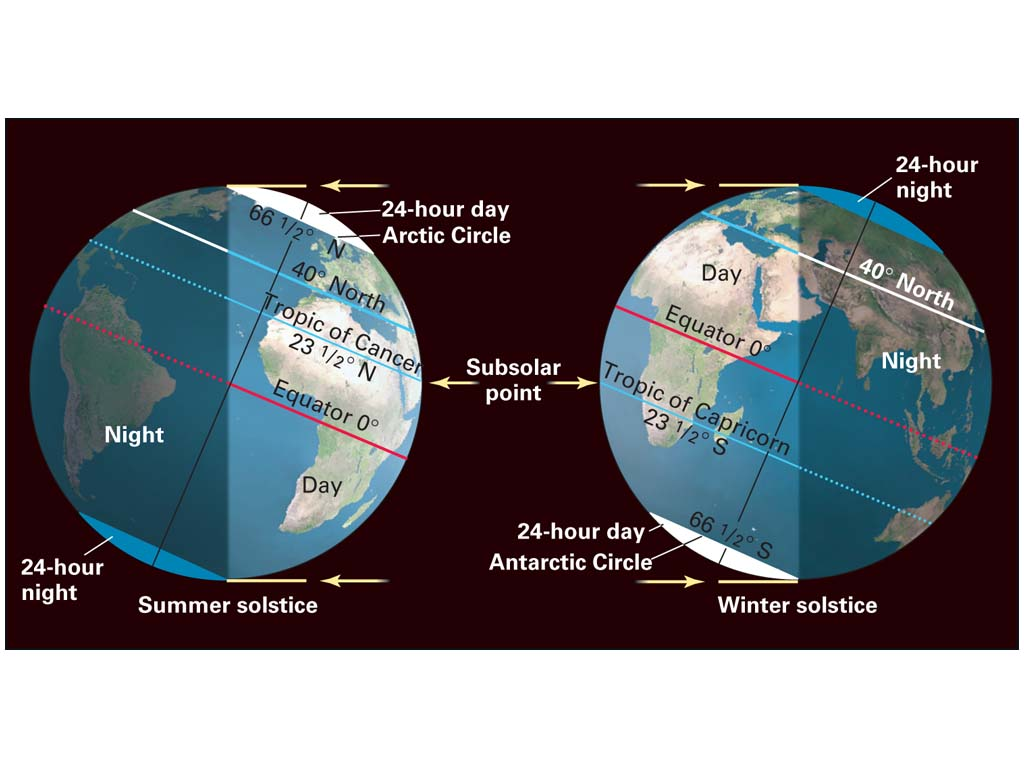 24-hour day
Arctic Circle
66 1/2° N
40° North
Tropic of Cancer
23 1/2° N
Equator 0°
Night
Day
24-hour
night
Summer solstice
Subsolar
point
24-hour
night
Day
40° North
Equator 0°
Night
Tropic of Capricorn
23 1/2° S
66 1/2° S
24-hour day
Antarctic Circle
Winter solstice